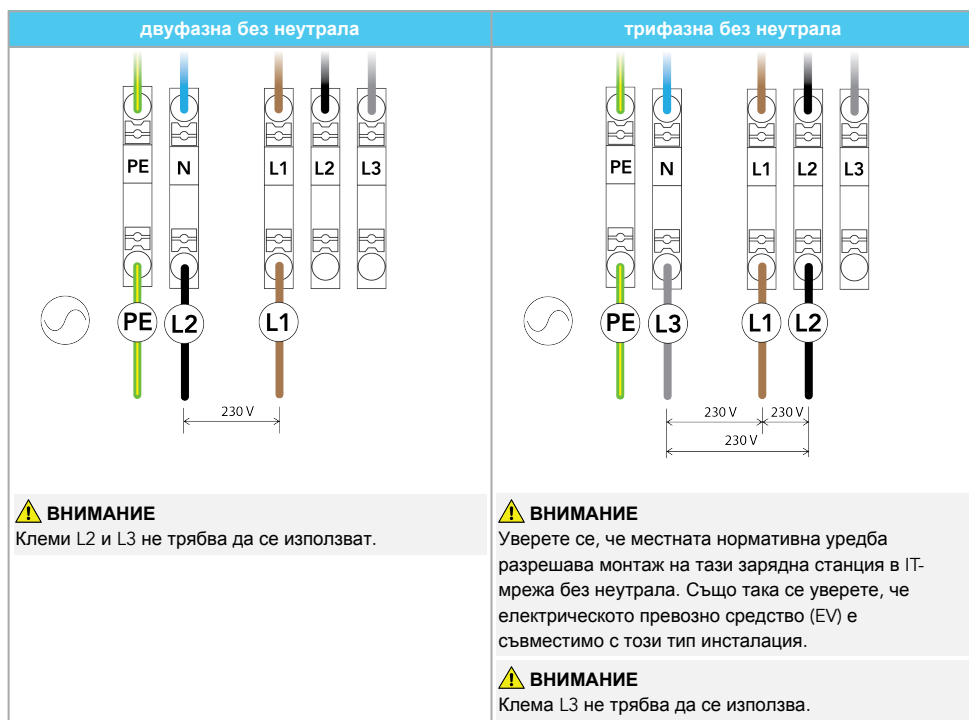 двуфазна без неутрала
PE N L1 L2 L3
PE L2 L1
230 V
⚠ ВНИМАНИЕ
Клеми L2 и L3 не трябва да се използват.
трифазна без неутрала
PE N L1 L2 L3
PE L3 L1 L2
230 V 230 V
230 V
⚠ ВНИМАНИЕ
Уверете се, че местната нормативна уредба
разрешава монтаж на тази зарядна станция в IT-
мрежа без неутрала. Също така се уверете, че
електрическото превозно средство (EV) е
съвместимо с този тип инсталация.
⚠ ВНИМАНИЕ
Клема L3 не трябва да се използва.